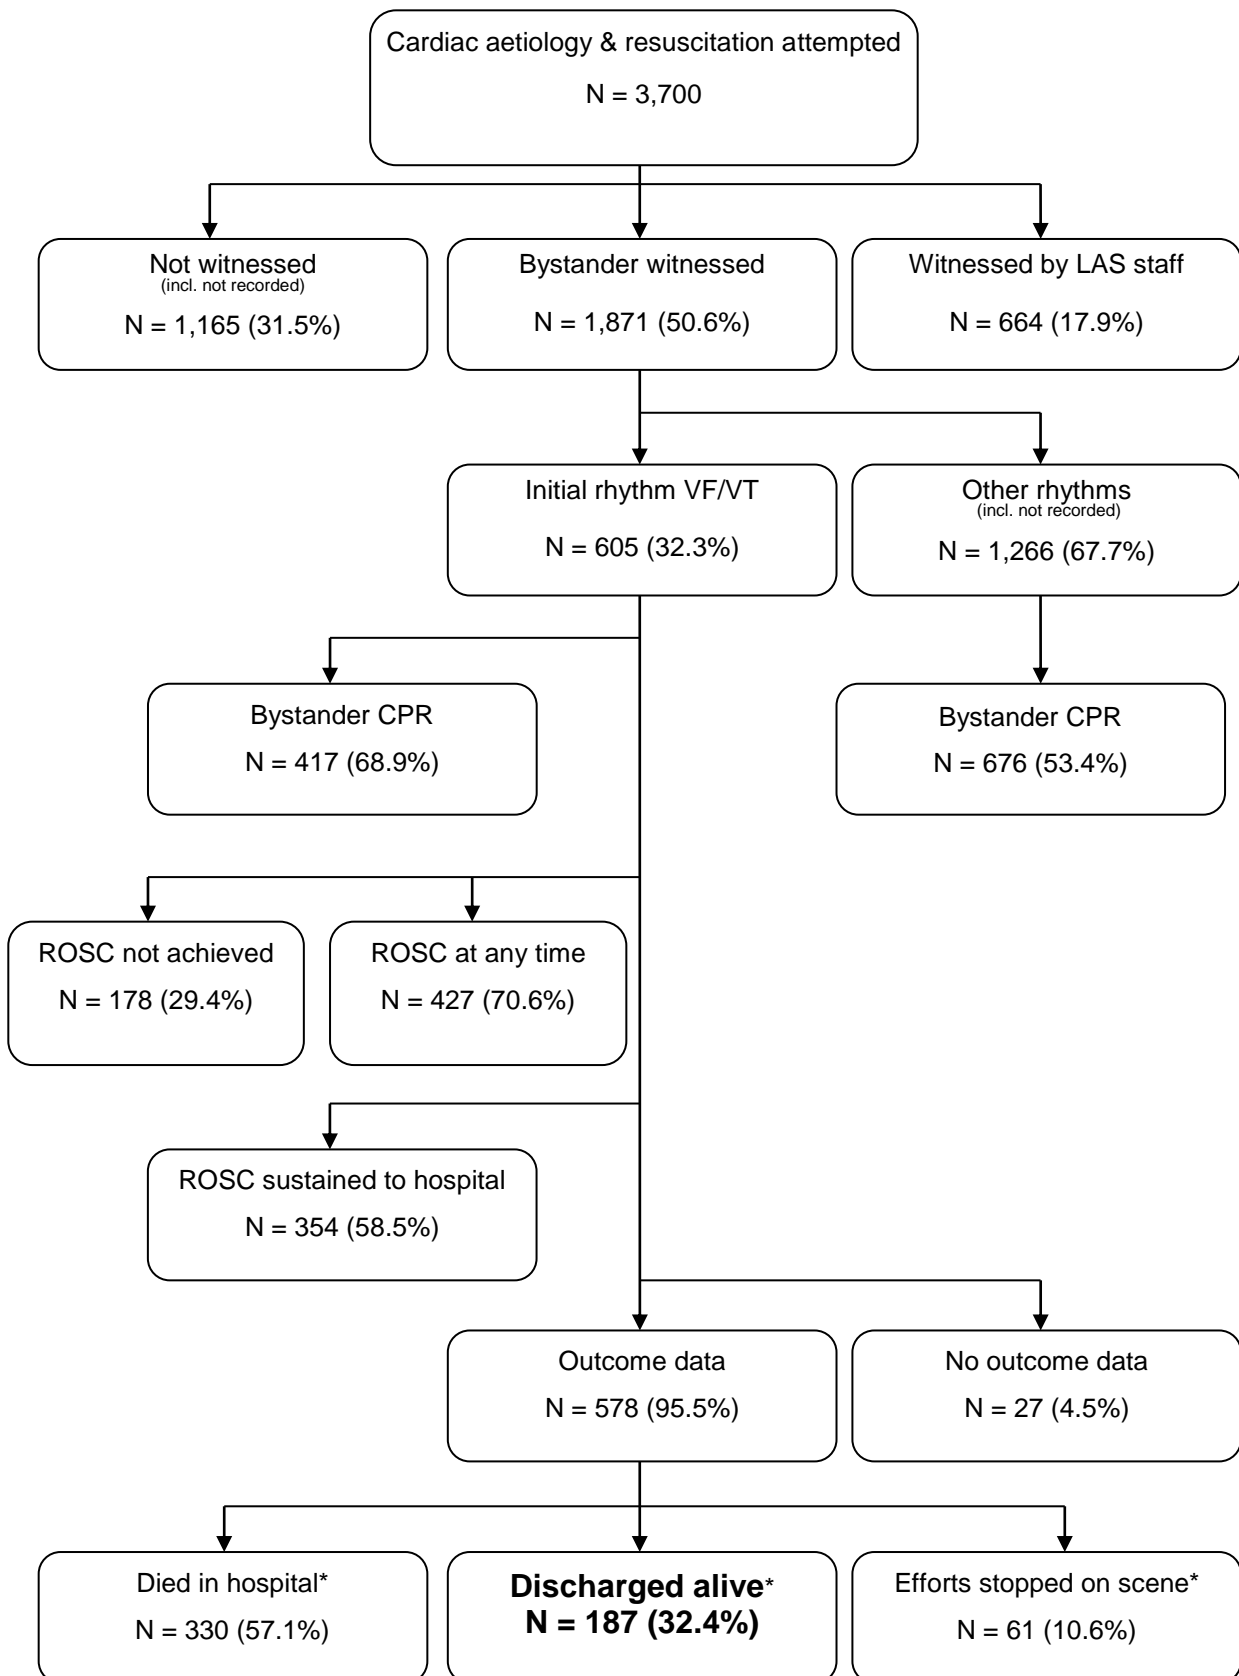 Cardiac aetiology & resuscitation attempted
N = 3,700
Not witnessed
(incl. not recorded)
N = 1,165 (31.5%)
Bystander witnessed
N = 1,871 (50.6%)
Witnessed by LAS staff
N = 664 (17.9%)
Initial rhythm VF/VT
N = 605 (32.3%)
Other rhythms
(incl. not recorded)
N = 1,266 (67.7%)
Bystander CPR
N = 417 (68.9%)
Bystander CPR
N = 676 (53.4%)
ROSC not achieved
N = 178 (29.4%)
ROSC at any time
N = 427 (70.6%)
ROSC sustained to hospital
N = 354 (58.5%)
Outcome data
N = 578 (95.5%)
No outcome data
N = 27 (4.5%)
Died in hospital*
N = 330 (57.1%)
Discharged alive*
N = 187 (32.4%)
Efforts stopped on scene*
N = 61 (10.6%)